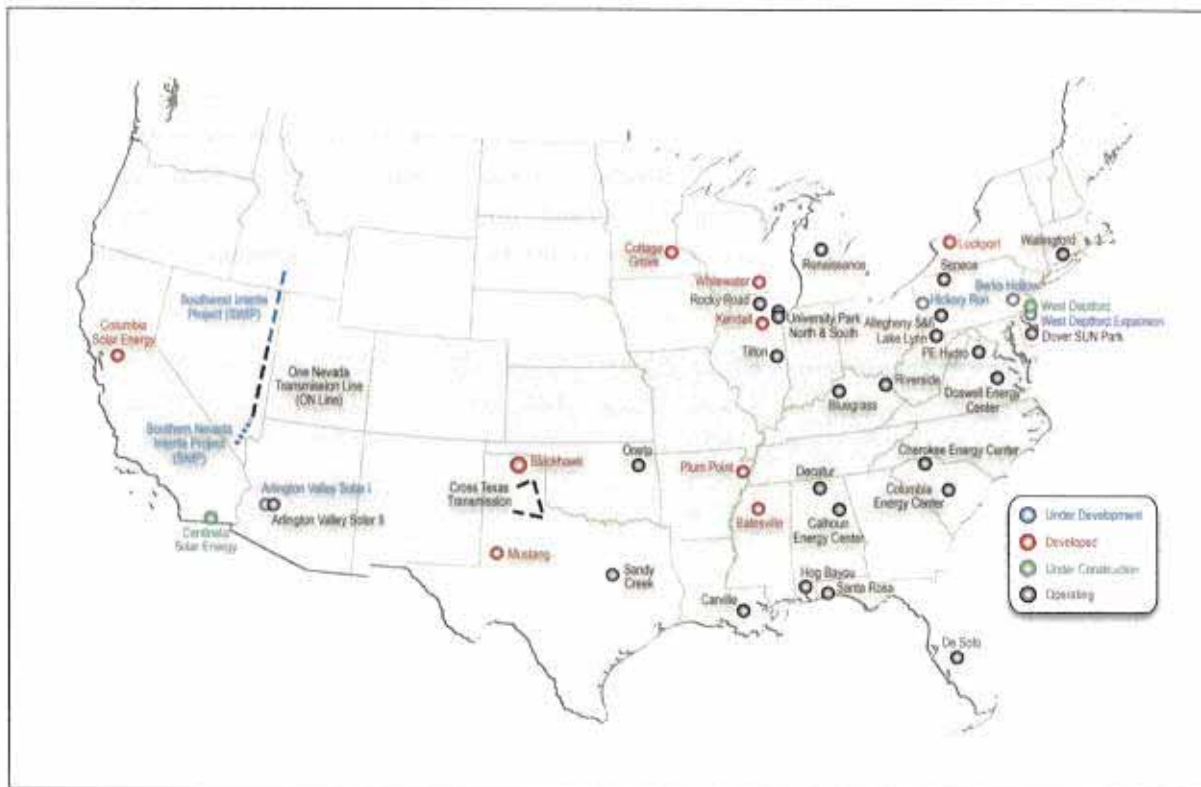 Cottage
Grove
Renaissance
Lockport
Wallingford
Seneca
Berks Hollow
Southwest Intertie
Project (SWIP)
Whitewater
Rocky Road
Kendall
University Park
North & South
Hickory Run
West Deptford
Allegheny S&6
West Deptford Expansion
Lake Lynn
Dover SUN Park
Columbia
Solar Energy
Tilton
PE Hydro
One Nevada
Transmission Line
(ON Line)
Riverside
Bluegrass
Doswell Energy
Center
Southern Nevada
Intertie Project
(SNIP)
Blackhawk
Oneta
Plum Point
Decatur
Cherokee Energy Center
Cross Texas
Transmission
Columbia
Energy Center
Arlington Valley Solar I
Arlington Valley Solar II
Batesville
Calhoun
Energy Center
Centinela
Solar Energy
Mustang
Sandy
Creek
Hog Bayou
Santa Rosa
Carville
De Soto
Under Development
Developed
Under Construction
Operating